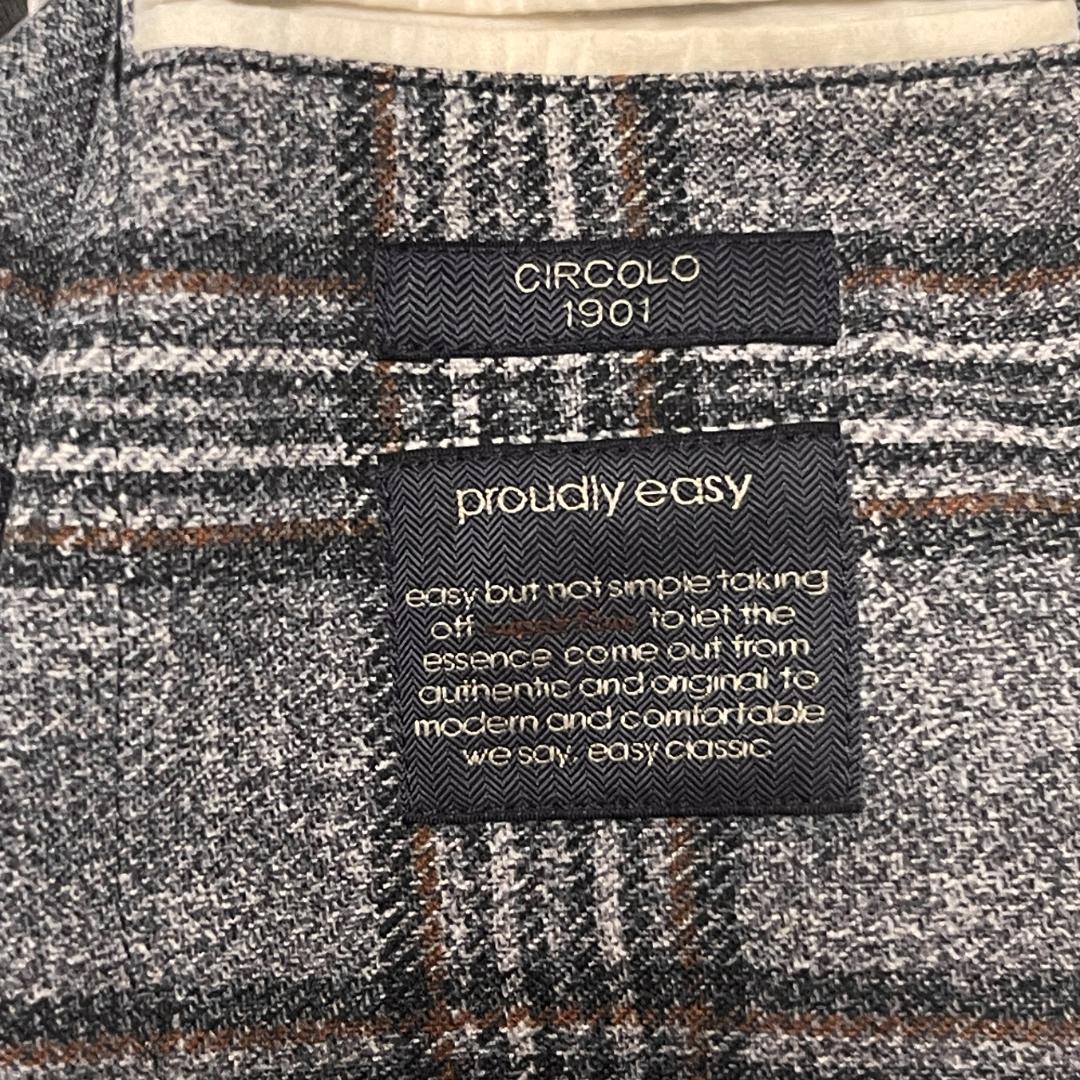 CIRCOLO
1901
proudly easy
easy but not simple taking
off to let the
essence come out from
authentic and original to
modern and comfortable
we say, easy classic